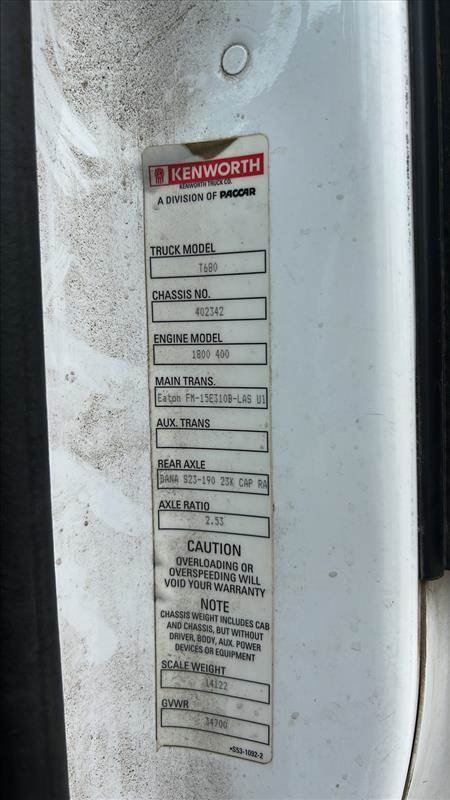 KENWORTH
KENWORTH TRUCK CO.
A DIVISION OF PACCAR
TRUCK MODEL
T680
CHASSIS NO.
402342
ENGINE MODEL
1800 400
MAIN TRANS.
Eaton FM-15E310B-LAS U1
AUX. TRANS
REAR AXLE
DANA S23-190 23K CAP RA
AXLE RATIO
2.53
CAUTION
OVERLOADING OR
OVERSPEEDING WILL
VOID YOUR WARRANTY
NOTE
CHASSIS WEIGHT INCLUDES CAB
AND CHASSIS, BUT WITHOUT
DRIVER, BODY, AUX. POWER
DEVICES OR EQUIPMENT
SCALE WEIGHT
14122
GVWR
34700
*S53-1092-2